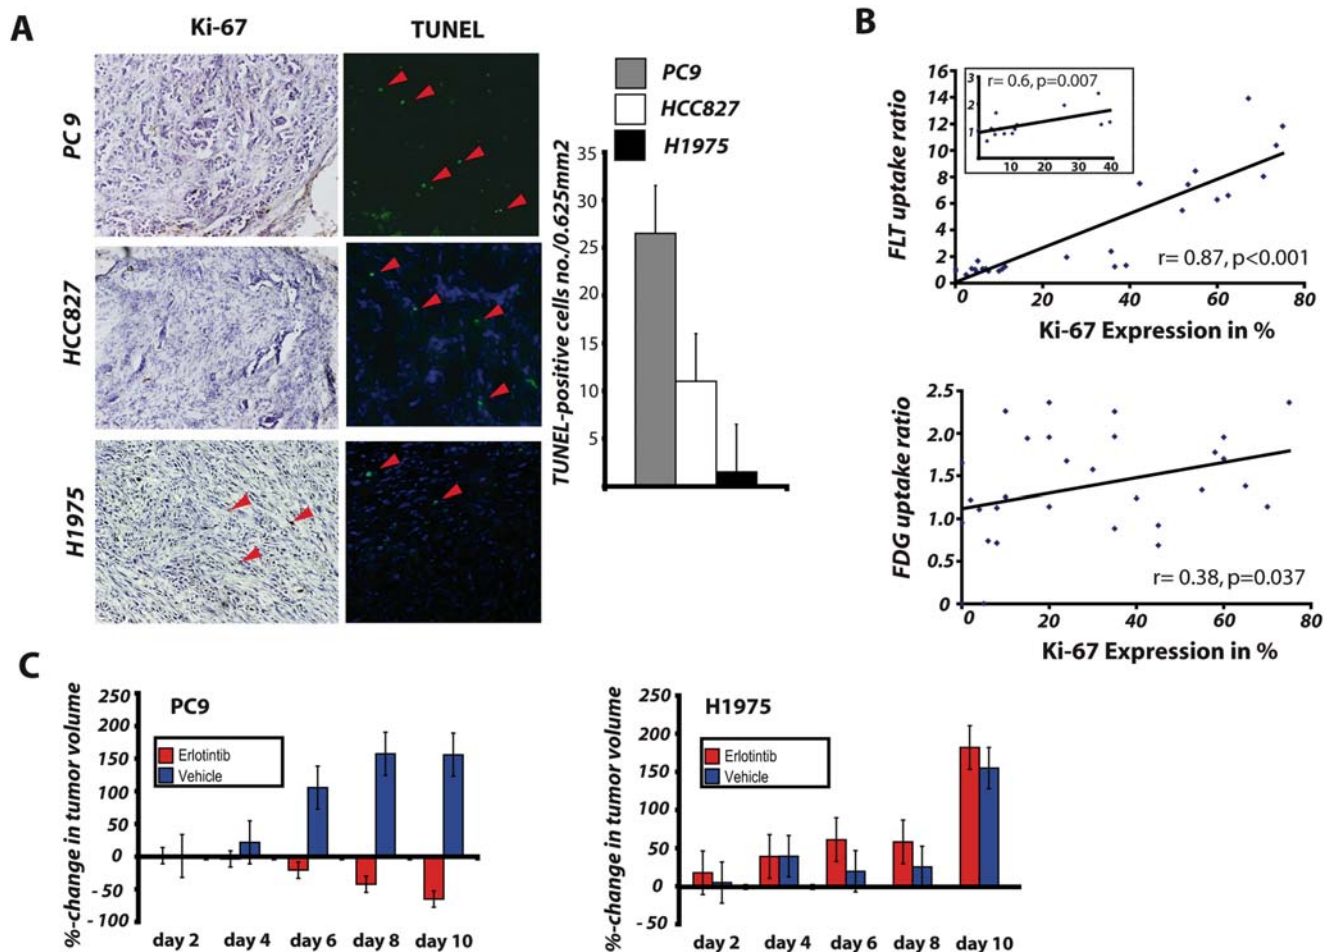 A
Ki-67
TUNEL
PC 9
HCC827
H1975
PC9
HCC827
H1975
TUNEL-positive cells no./0.625mm2
35
30
25
20
15
10
5
B
FLT uptake ratio
16
14
12
10
8
6
4
2
0
3
2
1
r= 0.6, p=0.007
10
30
40
r= 0.87, p<0.001
0
20
40
60
80
Ki-67 Expression in %
FDG uptake ratio
2.5
2.0
1.5
1.0
0.5
0
r= 0.38, p=0.037
0
20
40
60
80
Ki-67 Expression in %
C
%-change in tumor volume
250
200
150
100
50
0
- 50
- 100
PC9
Erlotintib
Vehicle
day 2
day 4
day 6
day 8
day 10
%-change in tumor volume
250
200
150
100
50
0
-50
H1975
Erlotintib
Vehicle
day 2
day 4
day 6
day 8
day 10